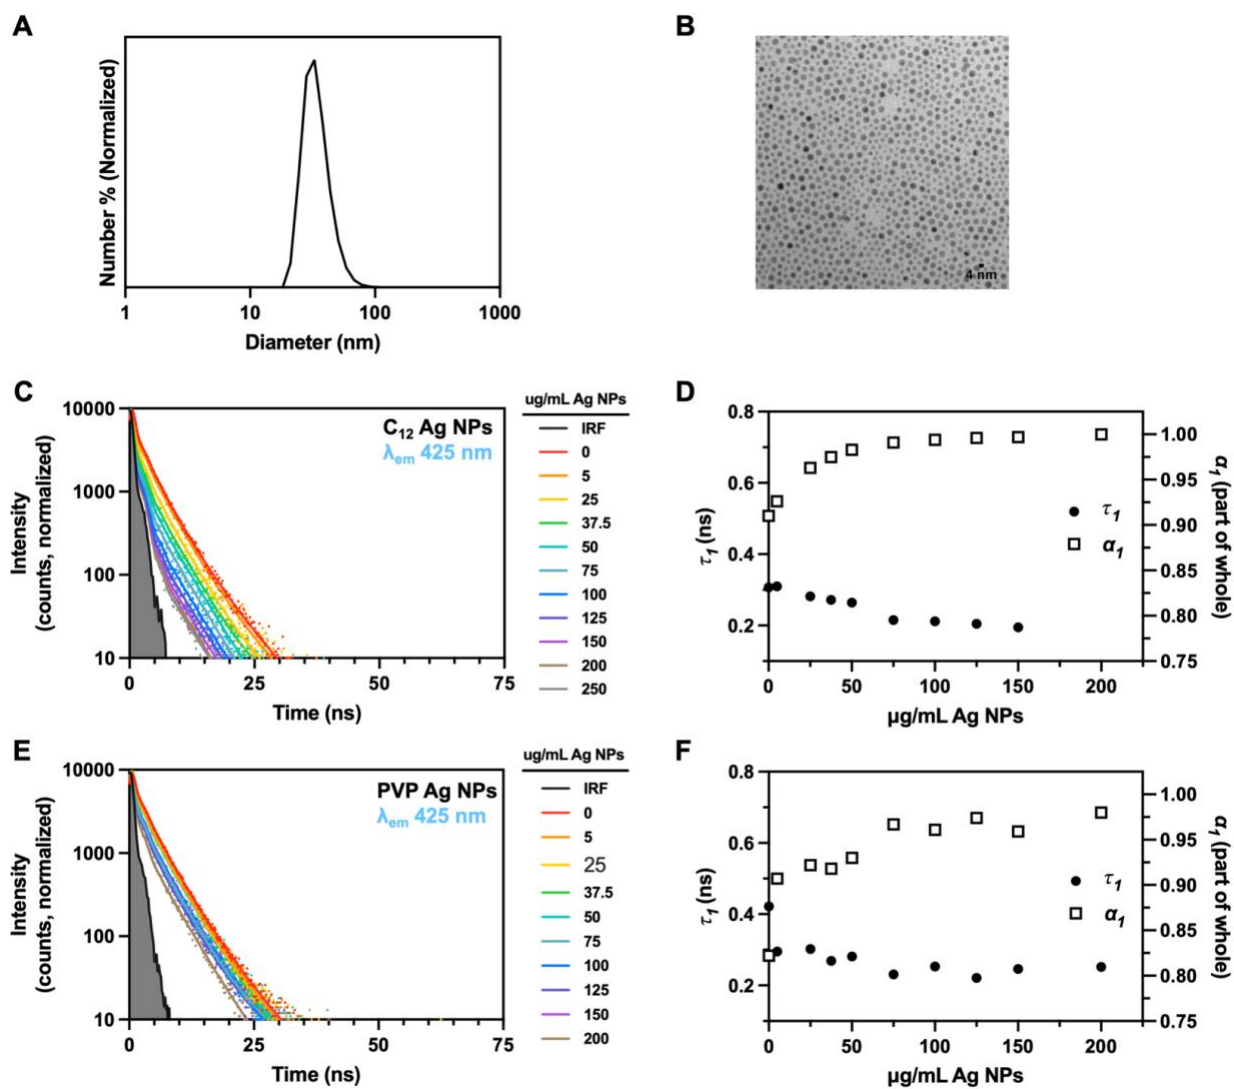 A
Number % (Normalized)
1
10
100
1000
Diameter (nm)
B
4 nm
C
10000
1000
100
10
Intensity
(counts, normalized)
C12 Ag NPs
λem 425 nm
0
25
50
75
Time (ns)
ug/mL Ag NPs
IRF
0
5
25
37.5
50
75
100
125
150
200
250
D
0.8
0.6
0.4
0.2
τ1 (ns)
1.00
0.95
0.90
0.85
0.80
0.75
α1 (part of whole)
τ1
α1
0
50
100
150
200
µg/mL Ag NPs
E
10000
1000
100
10
Intensity
(counts, normalized)
PVP Ag NPs
λem 425 nm
0
25
50
75
Time (ns)
ug/mL Ag NPs
IRF
0
5
25
37.5
50
75
100
125
150
200
F
0.8
0.6
0.4
0.2
τ1 (ns)
1.00
0.95
0.90
0.85
0.80
0.75
α1 (part of whole)
τ1
α1
0
50
100
150
200
µg/mL Ag NPs